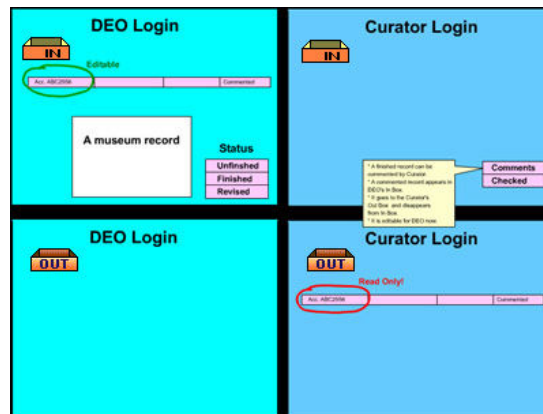 DEO Login
IN
Editable
Acc. ABC2556
Commented
A museum record
Status
Unfinshed
Finished
Revised
Curator Login
IN
* A finished record can be
commented by Curator
* A commented record appears in
DEO's In Box
* It goes to the Curator's
Out Box and disappears
from In Box
* It is editable for DEO now
Comments
Checked
DEO Login
OUT
Curator Login
OUT
Read Only!
Acc. ABC2556
Commented